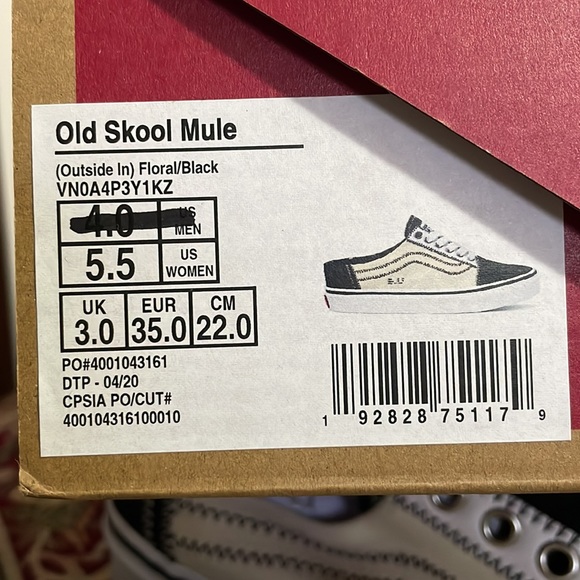 Old Skool Mule
(Outside In) Floral/Black
VN0A4P3Y1KZ
4.0 US MEN
5.5 US WOMEN
UK 3.0 EUR 35.0 CM 22.0
PO#4001043161
DTP - 04/20
CPSIA PO/CUT#
400104316100010
1 92828 75117 9